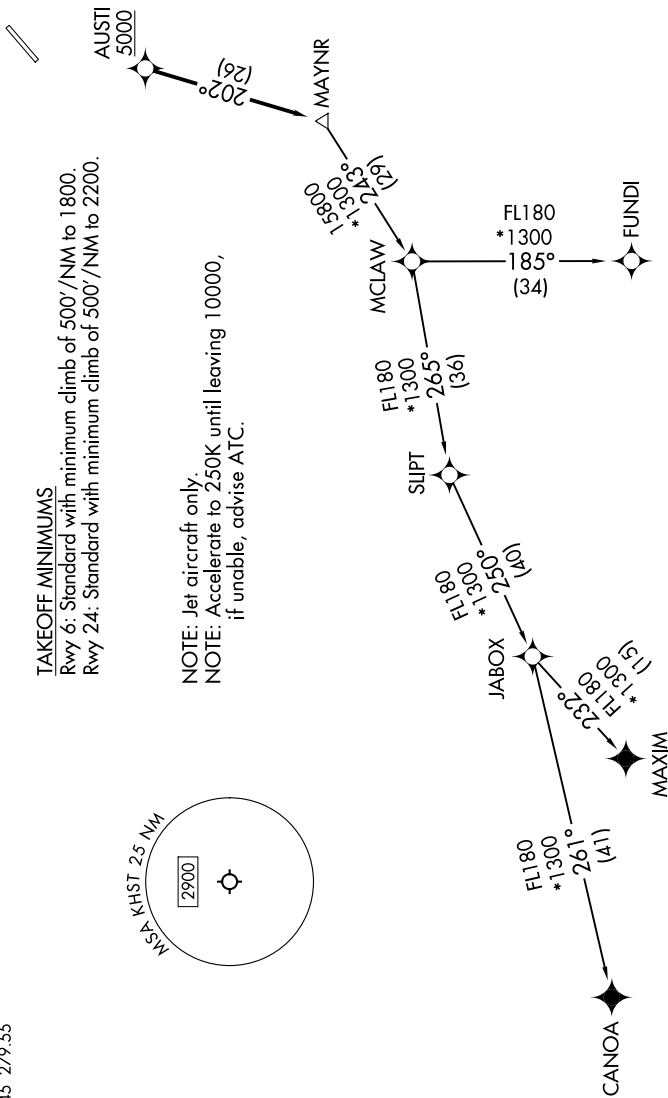 45 279.55
TAKEOFF MINIMUMS
Rwy 6: Standard with minimum climb of 500'/NM to 1800.
Rwy 24: Standard with minimum climb of 500'/NM to 2200.
NOTE: Jet aircraft only.
NOTE: Accelerate to 250K until leaving 10000,
if unable, advise ATC.
MSA KHST 25 NM
2900
AUSTI
5000
202°
(26)
MAYNR
15800
*1300
243°
(29)
MCLAW
FL180
*1300
185°
(34)
FUNDI
FL180
*1300
265°
(36)
SLIPT
FL180
*1300
250°
(40)
JABOX
232°
FL180
*1300
(15)
MAXIM
FL180
*1300
261°
(41)
CANOA